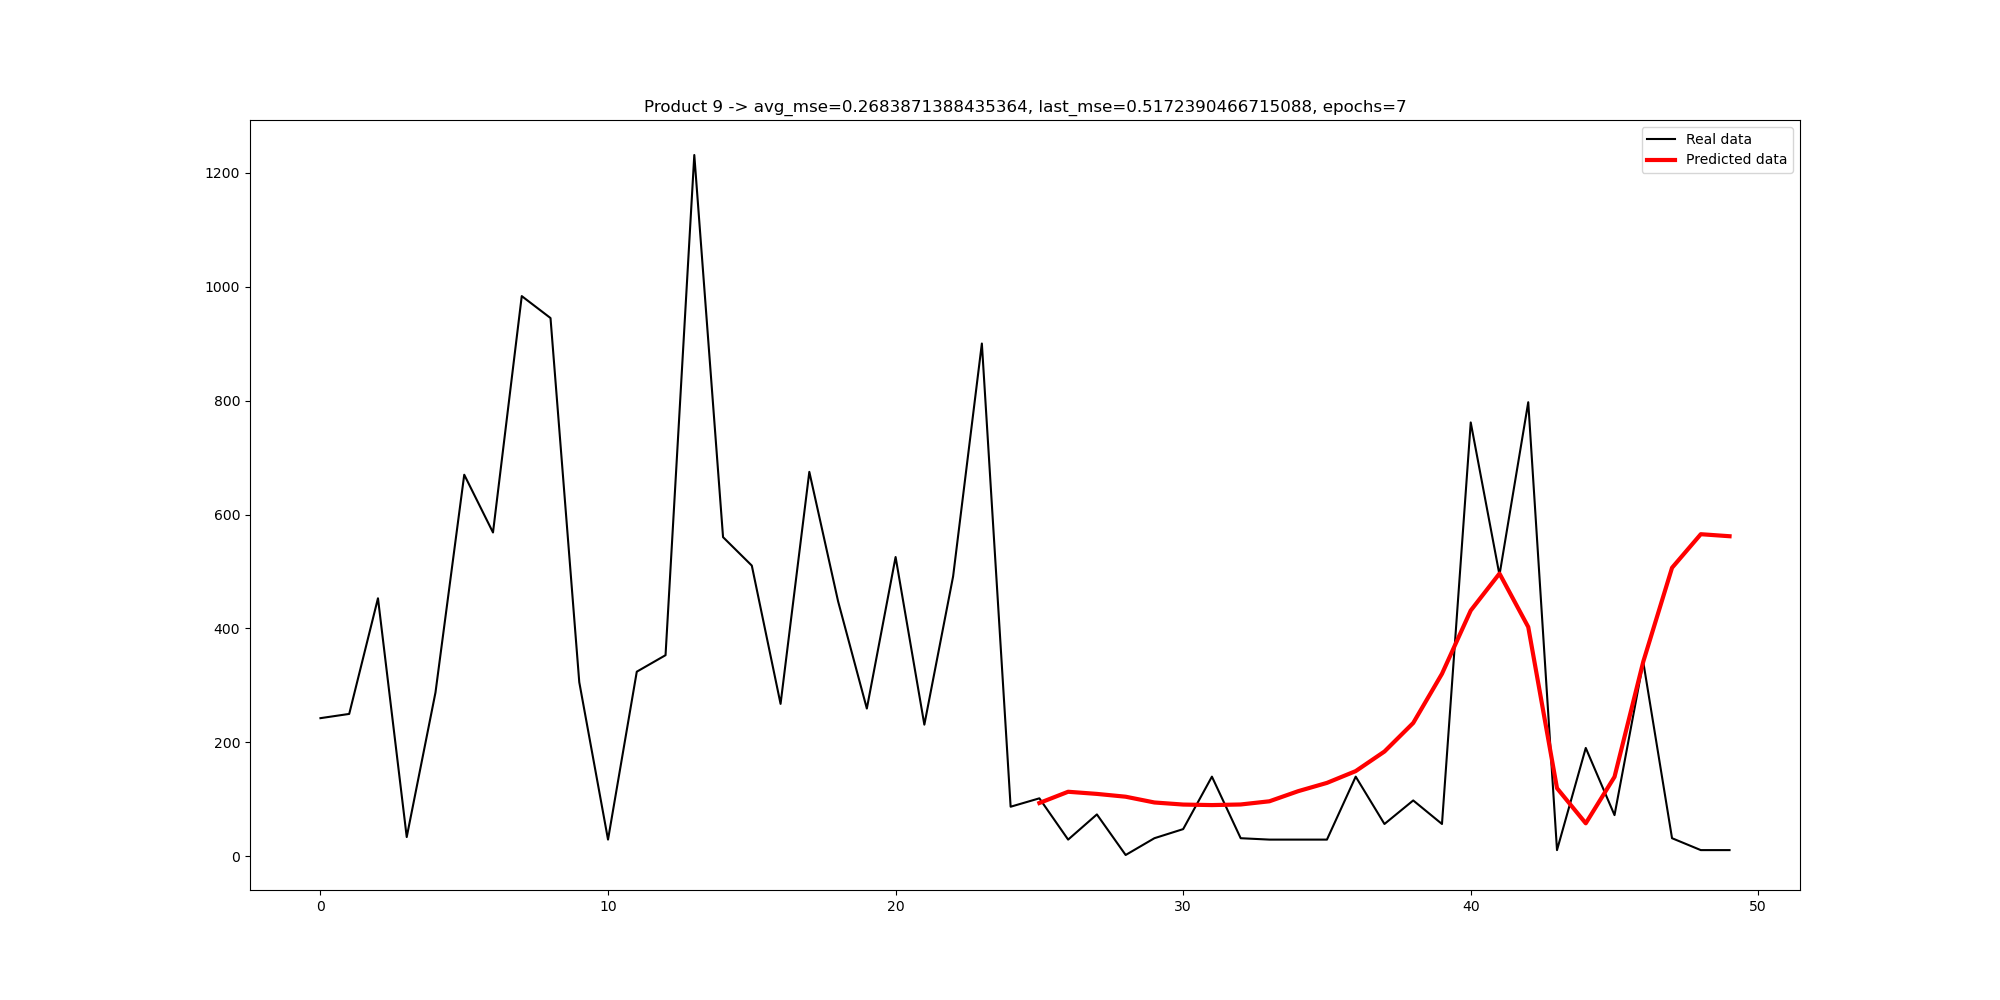 Product 9 -> avg_mse=0.2683871388435364, last_mse=0.5172390466715088, epochs=7
Real data
Predicted data
1200
1000
800
600
400
200
0
0 10 20 30 40 50